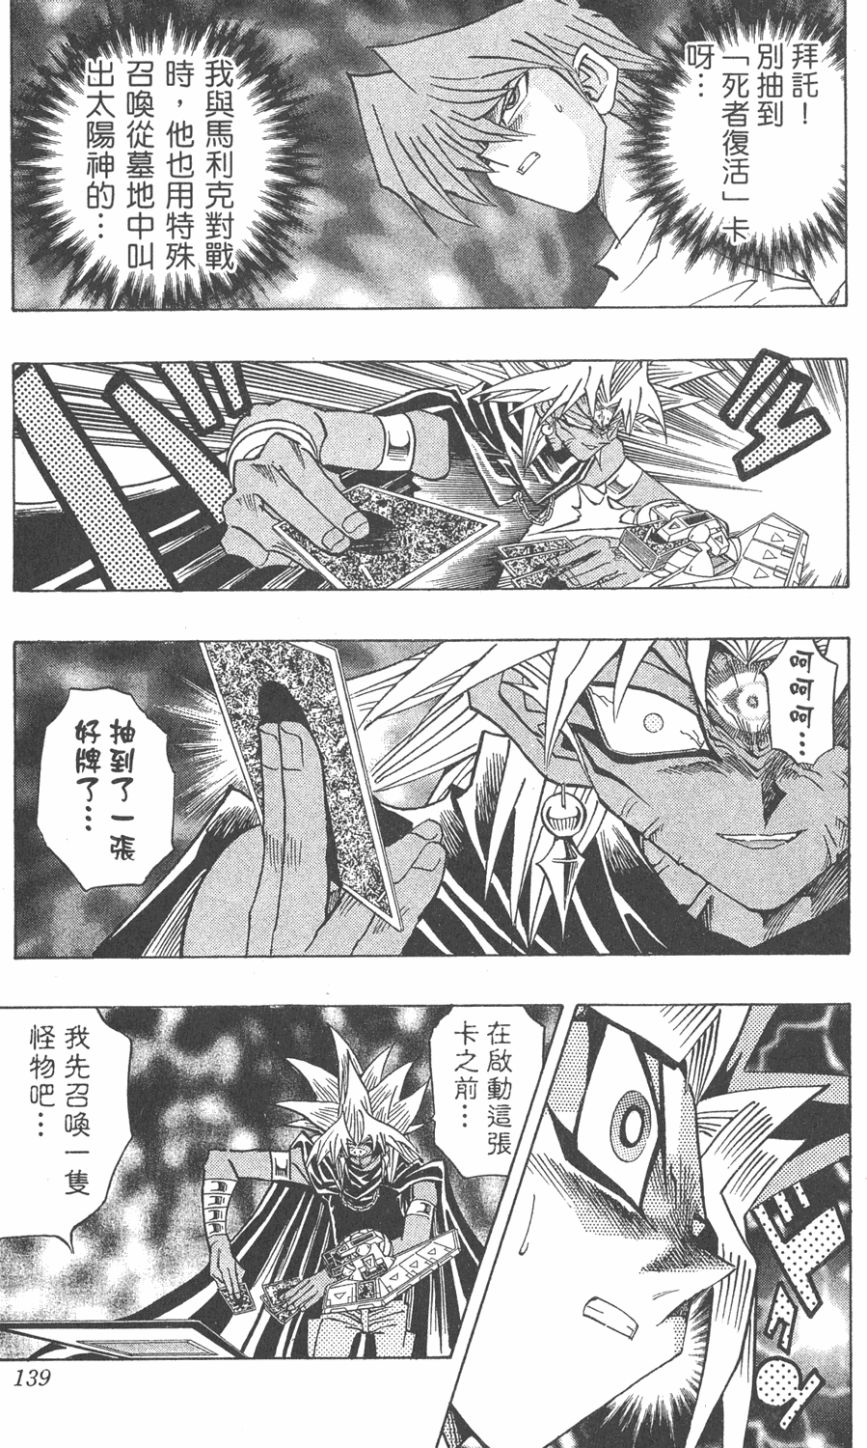 拜託！
別抽到
「死者復活」卡
呀…
我與馬利克對戰
時，他也用特殊
召喚從墓地中叫
出太陽神的…
呵呵呵…
抽到了一張
好牌了…
在啟動這張
卡之前…
我先召喚一隻
怪物吧…
ドクン
139